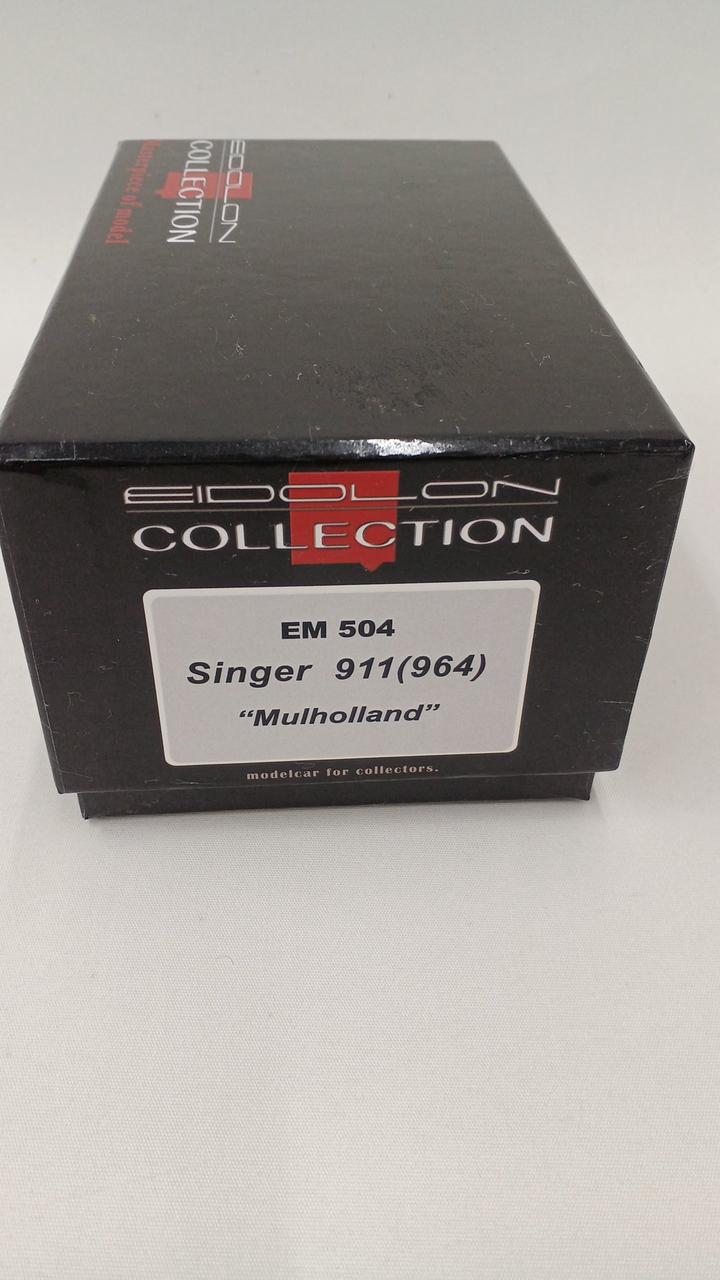 EIDOLON
COLLECTION
Masterpiece of model
EIDOLON
COLLECTION
EM 504
Singer 911(964)
“Mulholland”
modelcar for collectors.